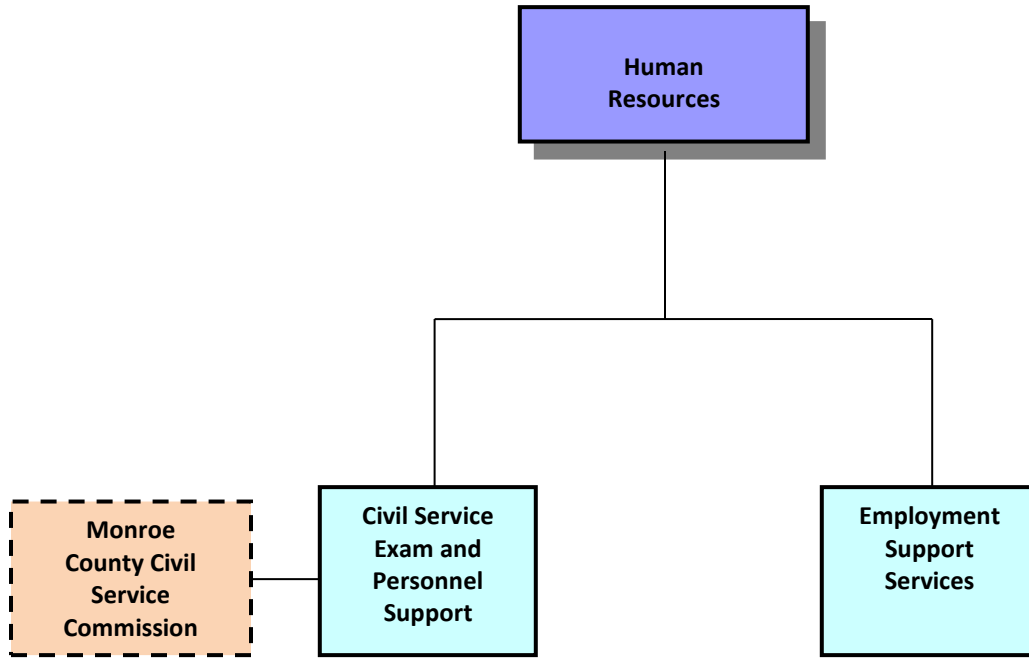 Human
Resources
Monroe
County Civil
Service
Commission
Civil Service
Exam and
Personnel
Support
Employment
Support
Services